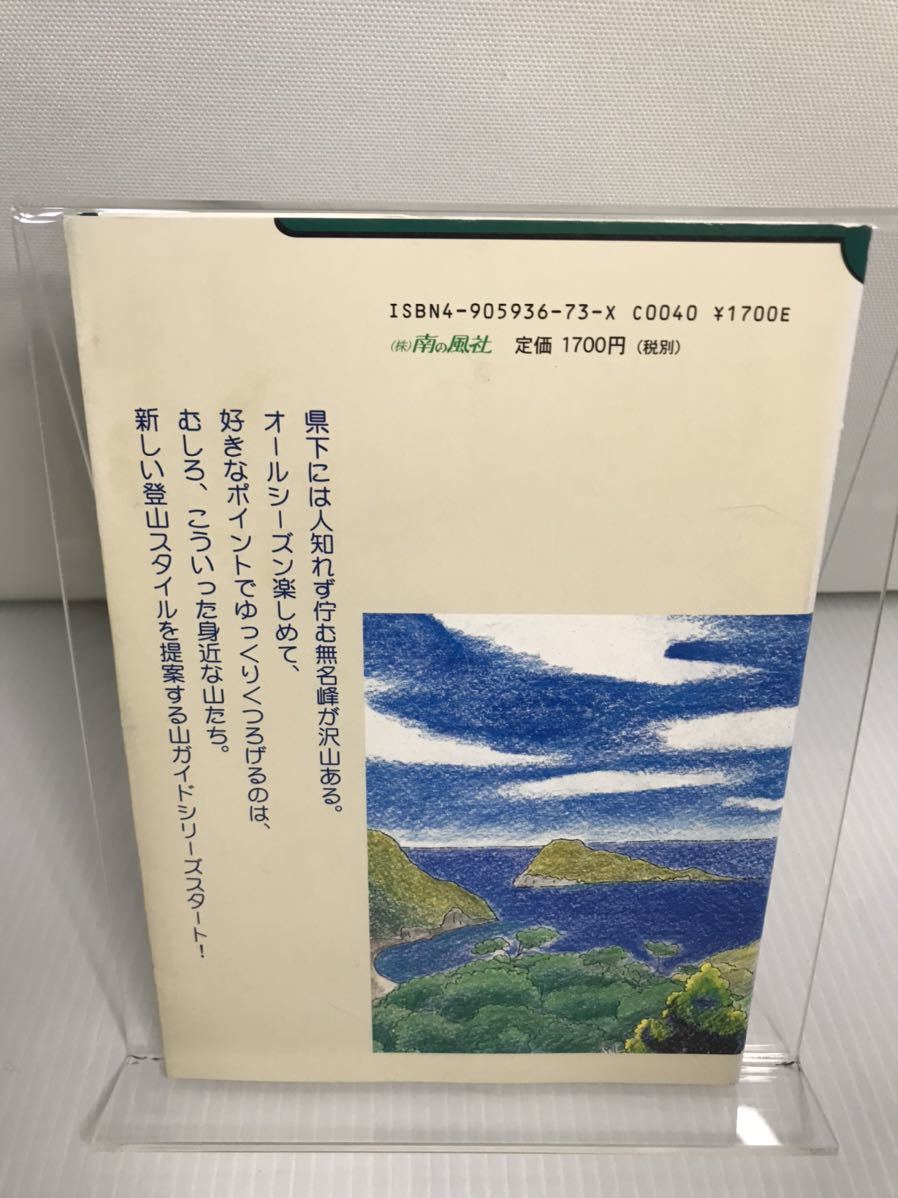 ISBN4-905936-73-X C0040 ¥1700E
(株)南の風社 定価 1700円(税別)
県下には人知れず佇む無名峰が沢山ある。
オールシーズン楽しめて、
好きなポイントでゆっくりくつろげるのは、
むしろ、こういった身近な山たち。
新しい登山スタイルを提案する山ガイドシリーズスタート!